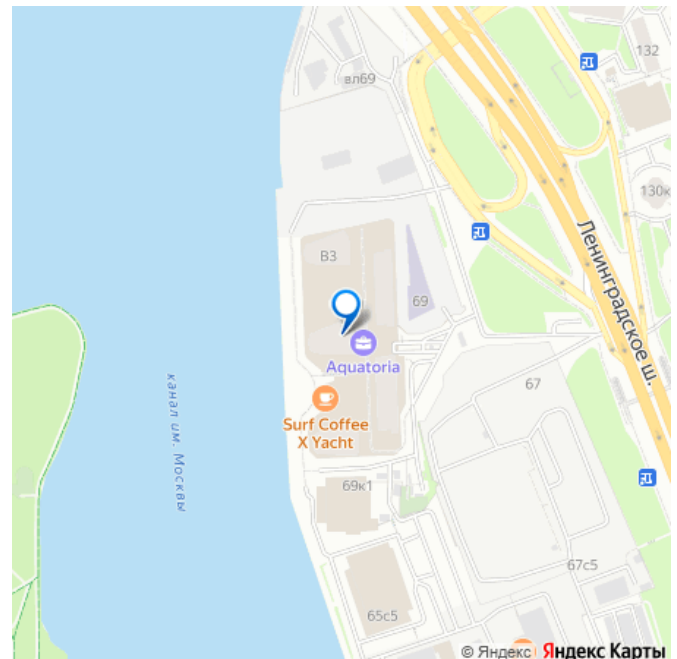 132
вл69
130к
Ленинградское ш.
В3
69
Aquatoria
67
канал им. Москвы
Surf Coffee
X Yacht
69к1
67с5
65с5
© Яндекс Яндекс Карты